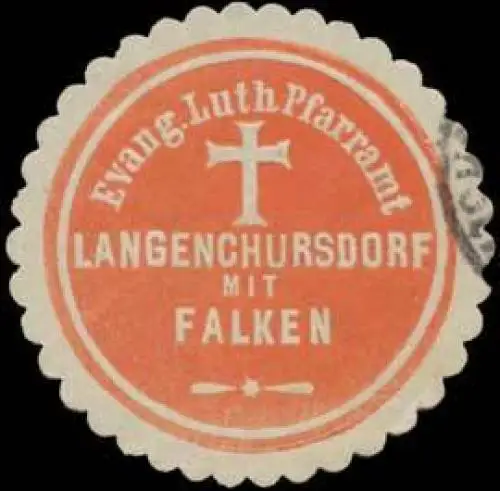 Evang. Luth. Pfarramt
LANGENCHURSDORF
MIT
FALKEN